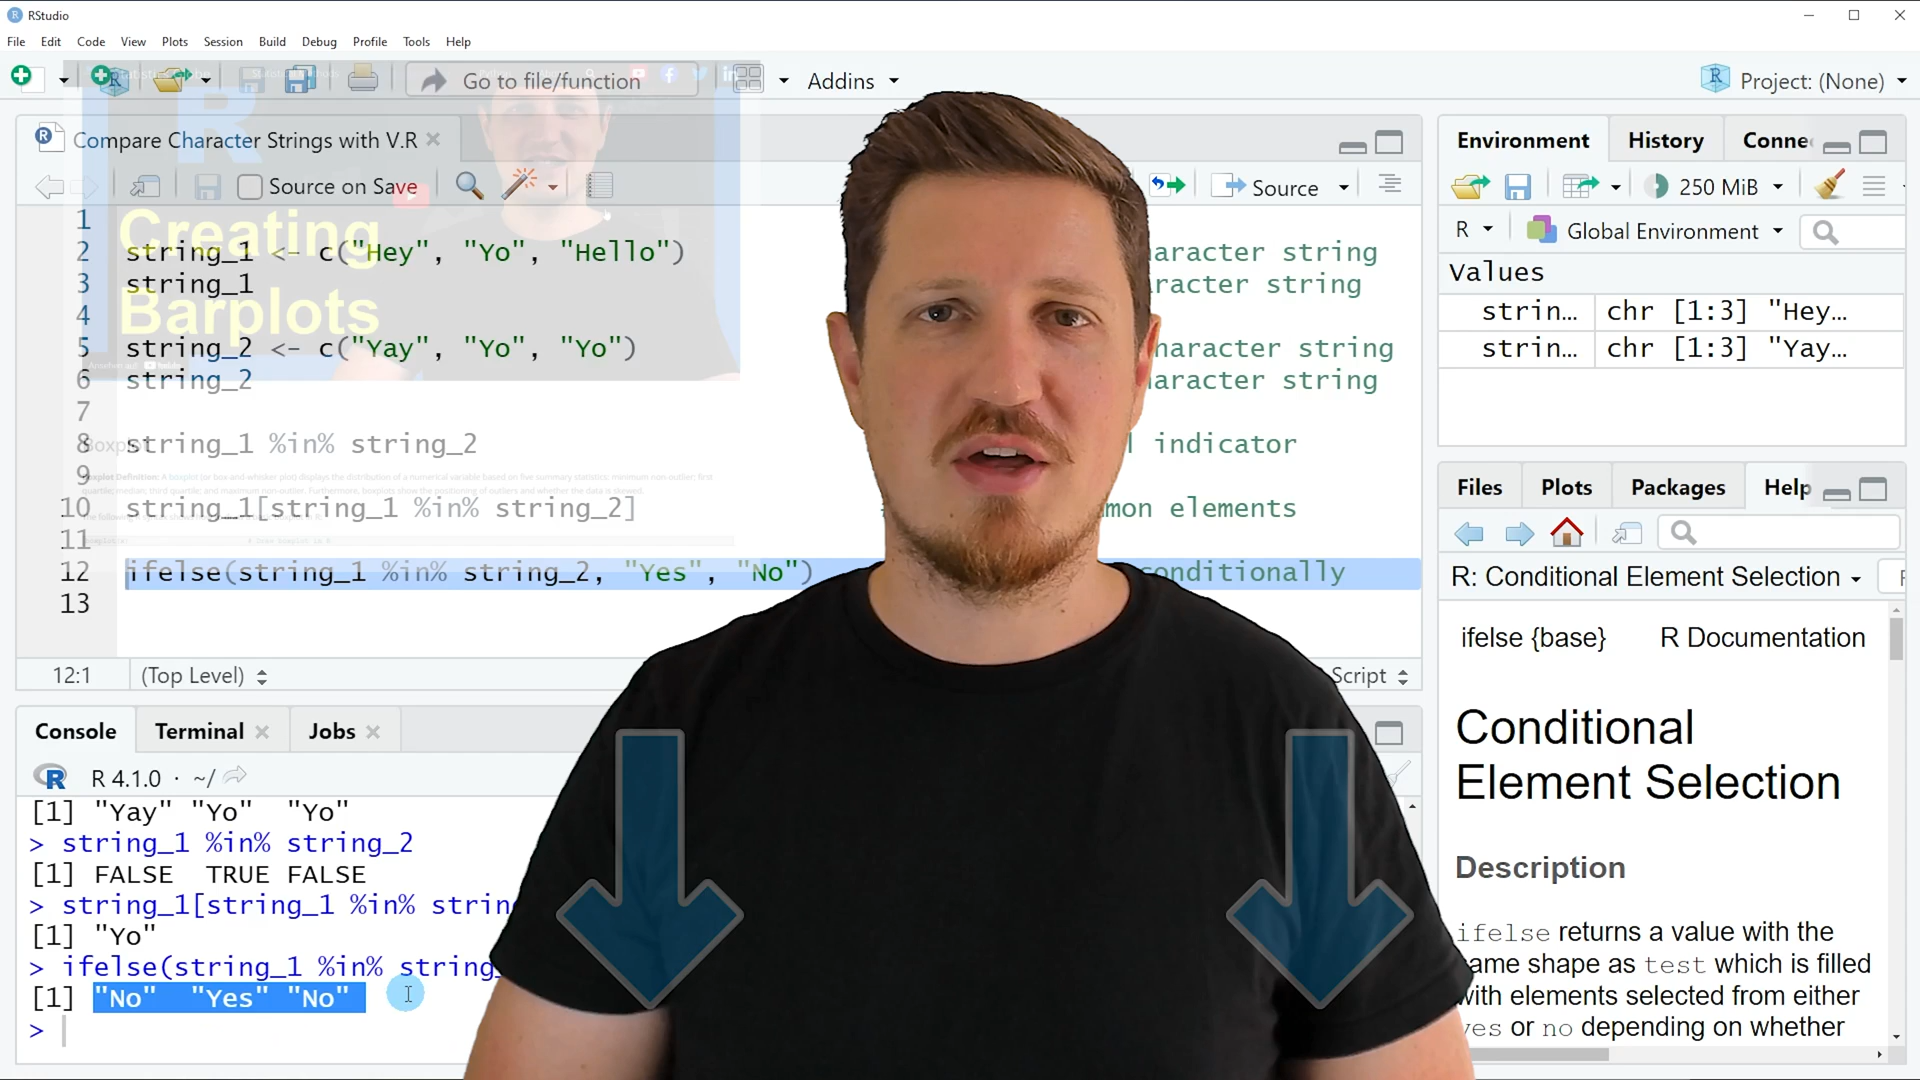 RStudio
File Edit Code View Plots Session Build Debug Profile Tools Help
Go to file/function
Addins
Project: (None)
Compare Character Strings with V.R
Source on Save
Source
Creating
Barplots
1
2 string_1 <- c("Hey", "Yo", "Hello") aracter string
3 string_1 racter string
4
5 string_2 <- c("Yay", "Yo", "Yo") haracter string
6 string_2 aracter string
7
8 string_1 %in% string_2 indicator
9
10 string_1[string_1 %in% string_2] mon elements
11
12 ifelse(string_1 %in% string_2, "Yes", "No") conditionally
13
12:1 (Top Level) Script
Console Terminal Jobs
R 4.1.0 · ~/
[1] "Yay" "Yo" "Yo"
> string_1 %in% string_2
[1] FALSE TRUE FALSE
> string_1[string_1 %in% strin
[1] "Yo"
> ifelse(string_1 %in% string_
[1] "No" "Yes" "No"
>
Environment History Conne
250 MiB
R Global Environment
Values
strin… chr [1:3] "Hey…
strin… chr [1:3] "Yay…
Files Plots Packages Help
R: Conditional Element Selection
ifelse {base} R Documentation
Conditional
Element Selection
Description
ifelse returns a value with the
same shape as test which is filled
with elements selected from either
yes or no depending on whether